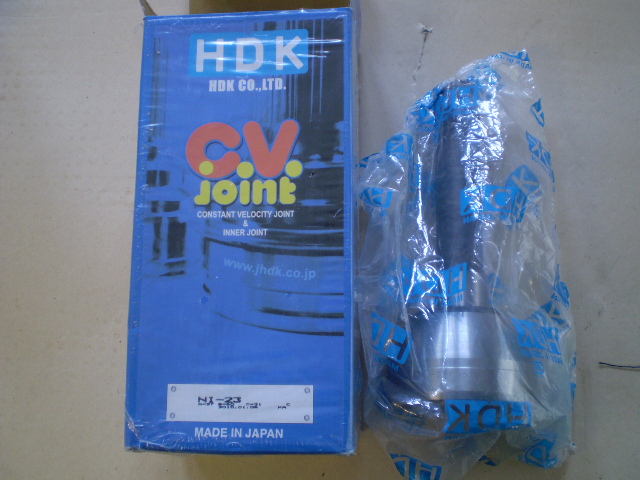 HDK
HDK CO.,LTD.
C.V.
Joint
CONSTANT VELOCITY JOINT
&
INNER JOINT
www.jhdk.co.jp
NI-23
MADE IN JAPAN
HDK